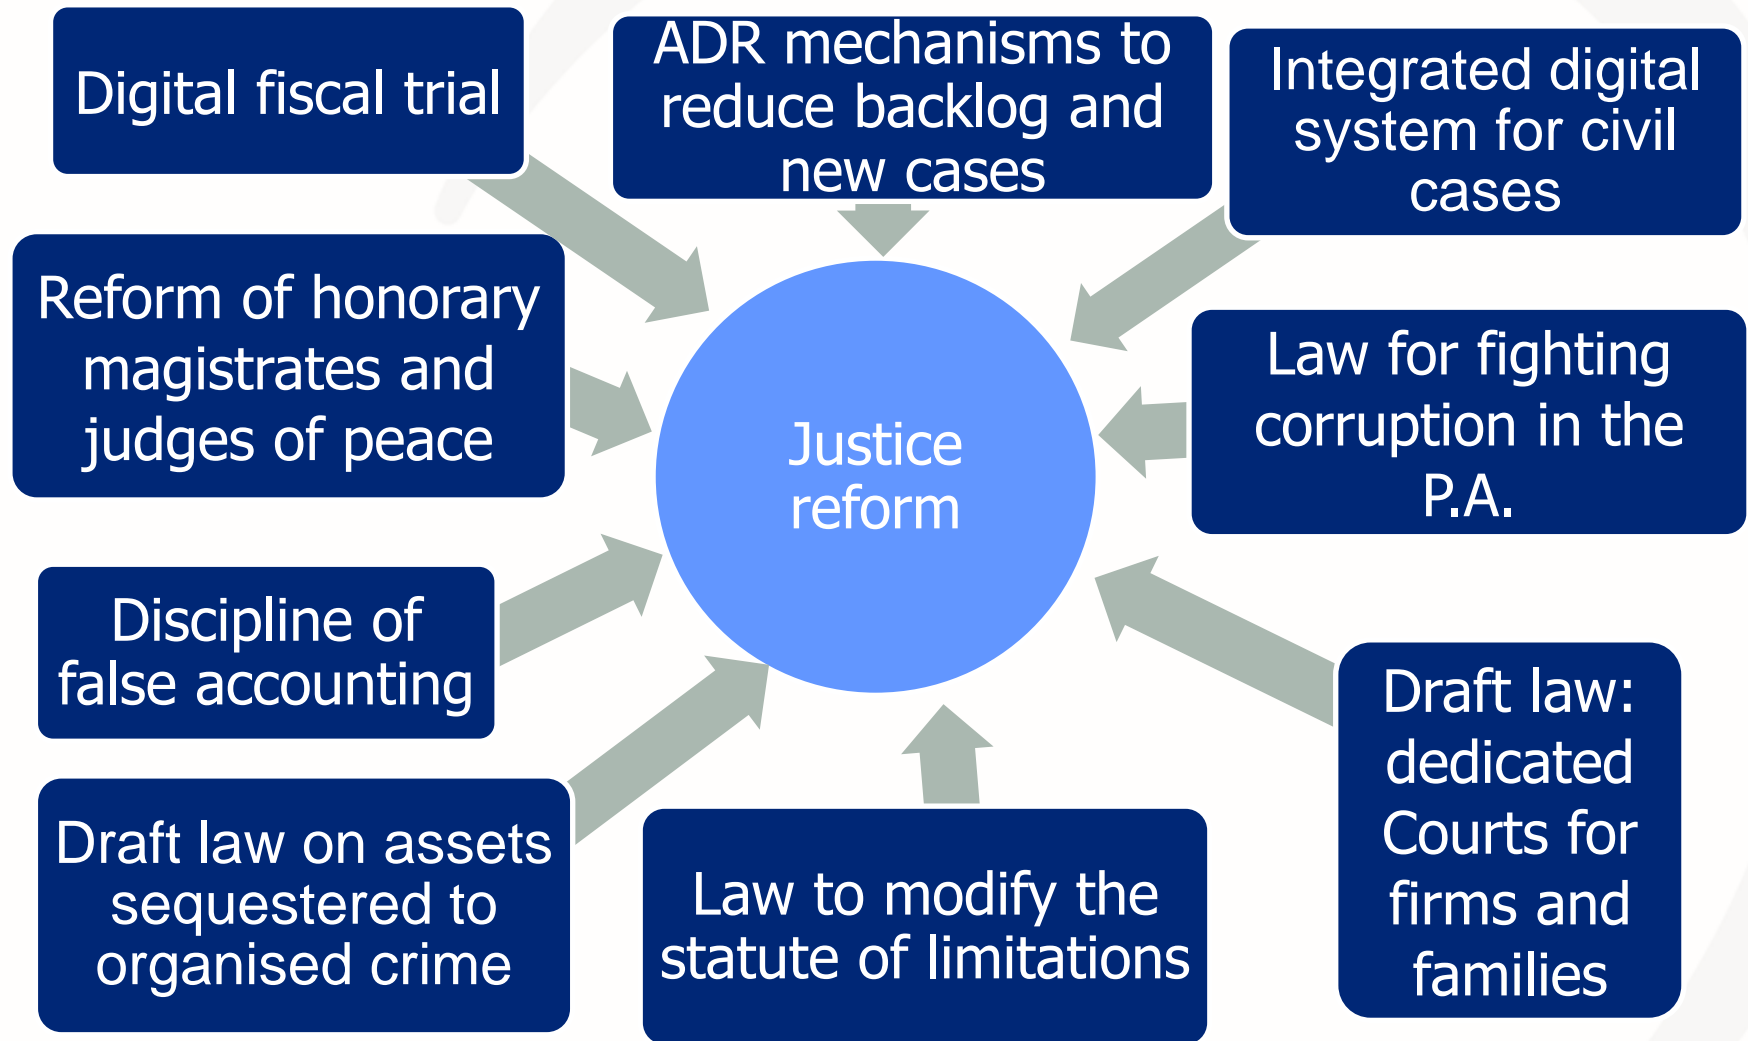 Digital fiscal trial
ADR mechanisms to
reduce backlog and
new cases
Integrated digital
system for civil
cases
Reform of honorary
magistrates and
judges of peace
Justice
reform
Law for fighting
corruption in the
P.A.
Discipline of
false accounting
Draft law:
dedicated
Courts for
firms and
families
Draft law on assets
sequestered to
organised crime
Law to modify the
statute of limitations